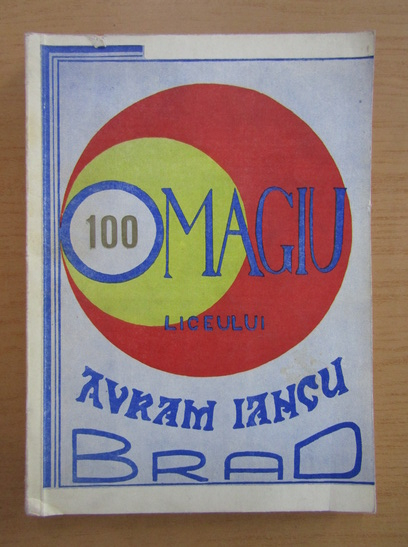 100
OMAGIU
LICEULUI
AVRAM IANCU
BRAD